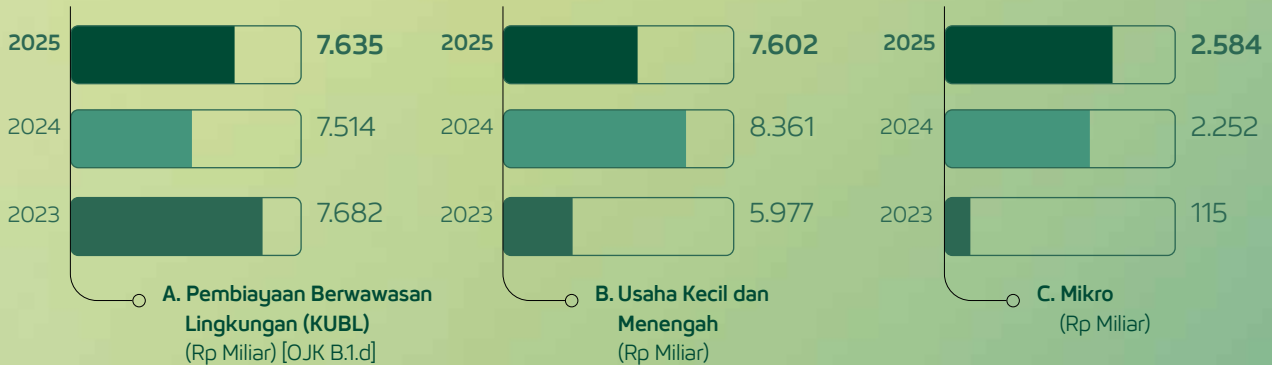 2025
7.635
2024
7.514
2023
7.682
A. Pembiayaan Berwawasan
Lingkungan (KUBL)
(Rp Miliar) [OJK B.1.d]
2025
7.602
2024
8.361
2023
5.977
B. Usaha Kecil dan
Menengah
(Rp Miliar)
2025
2.584
2024
2.252
2023
115
C. Mikro
(Rp Miliar)